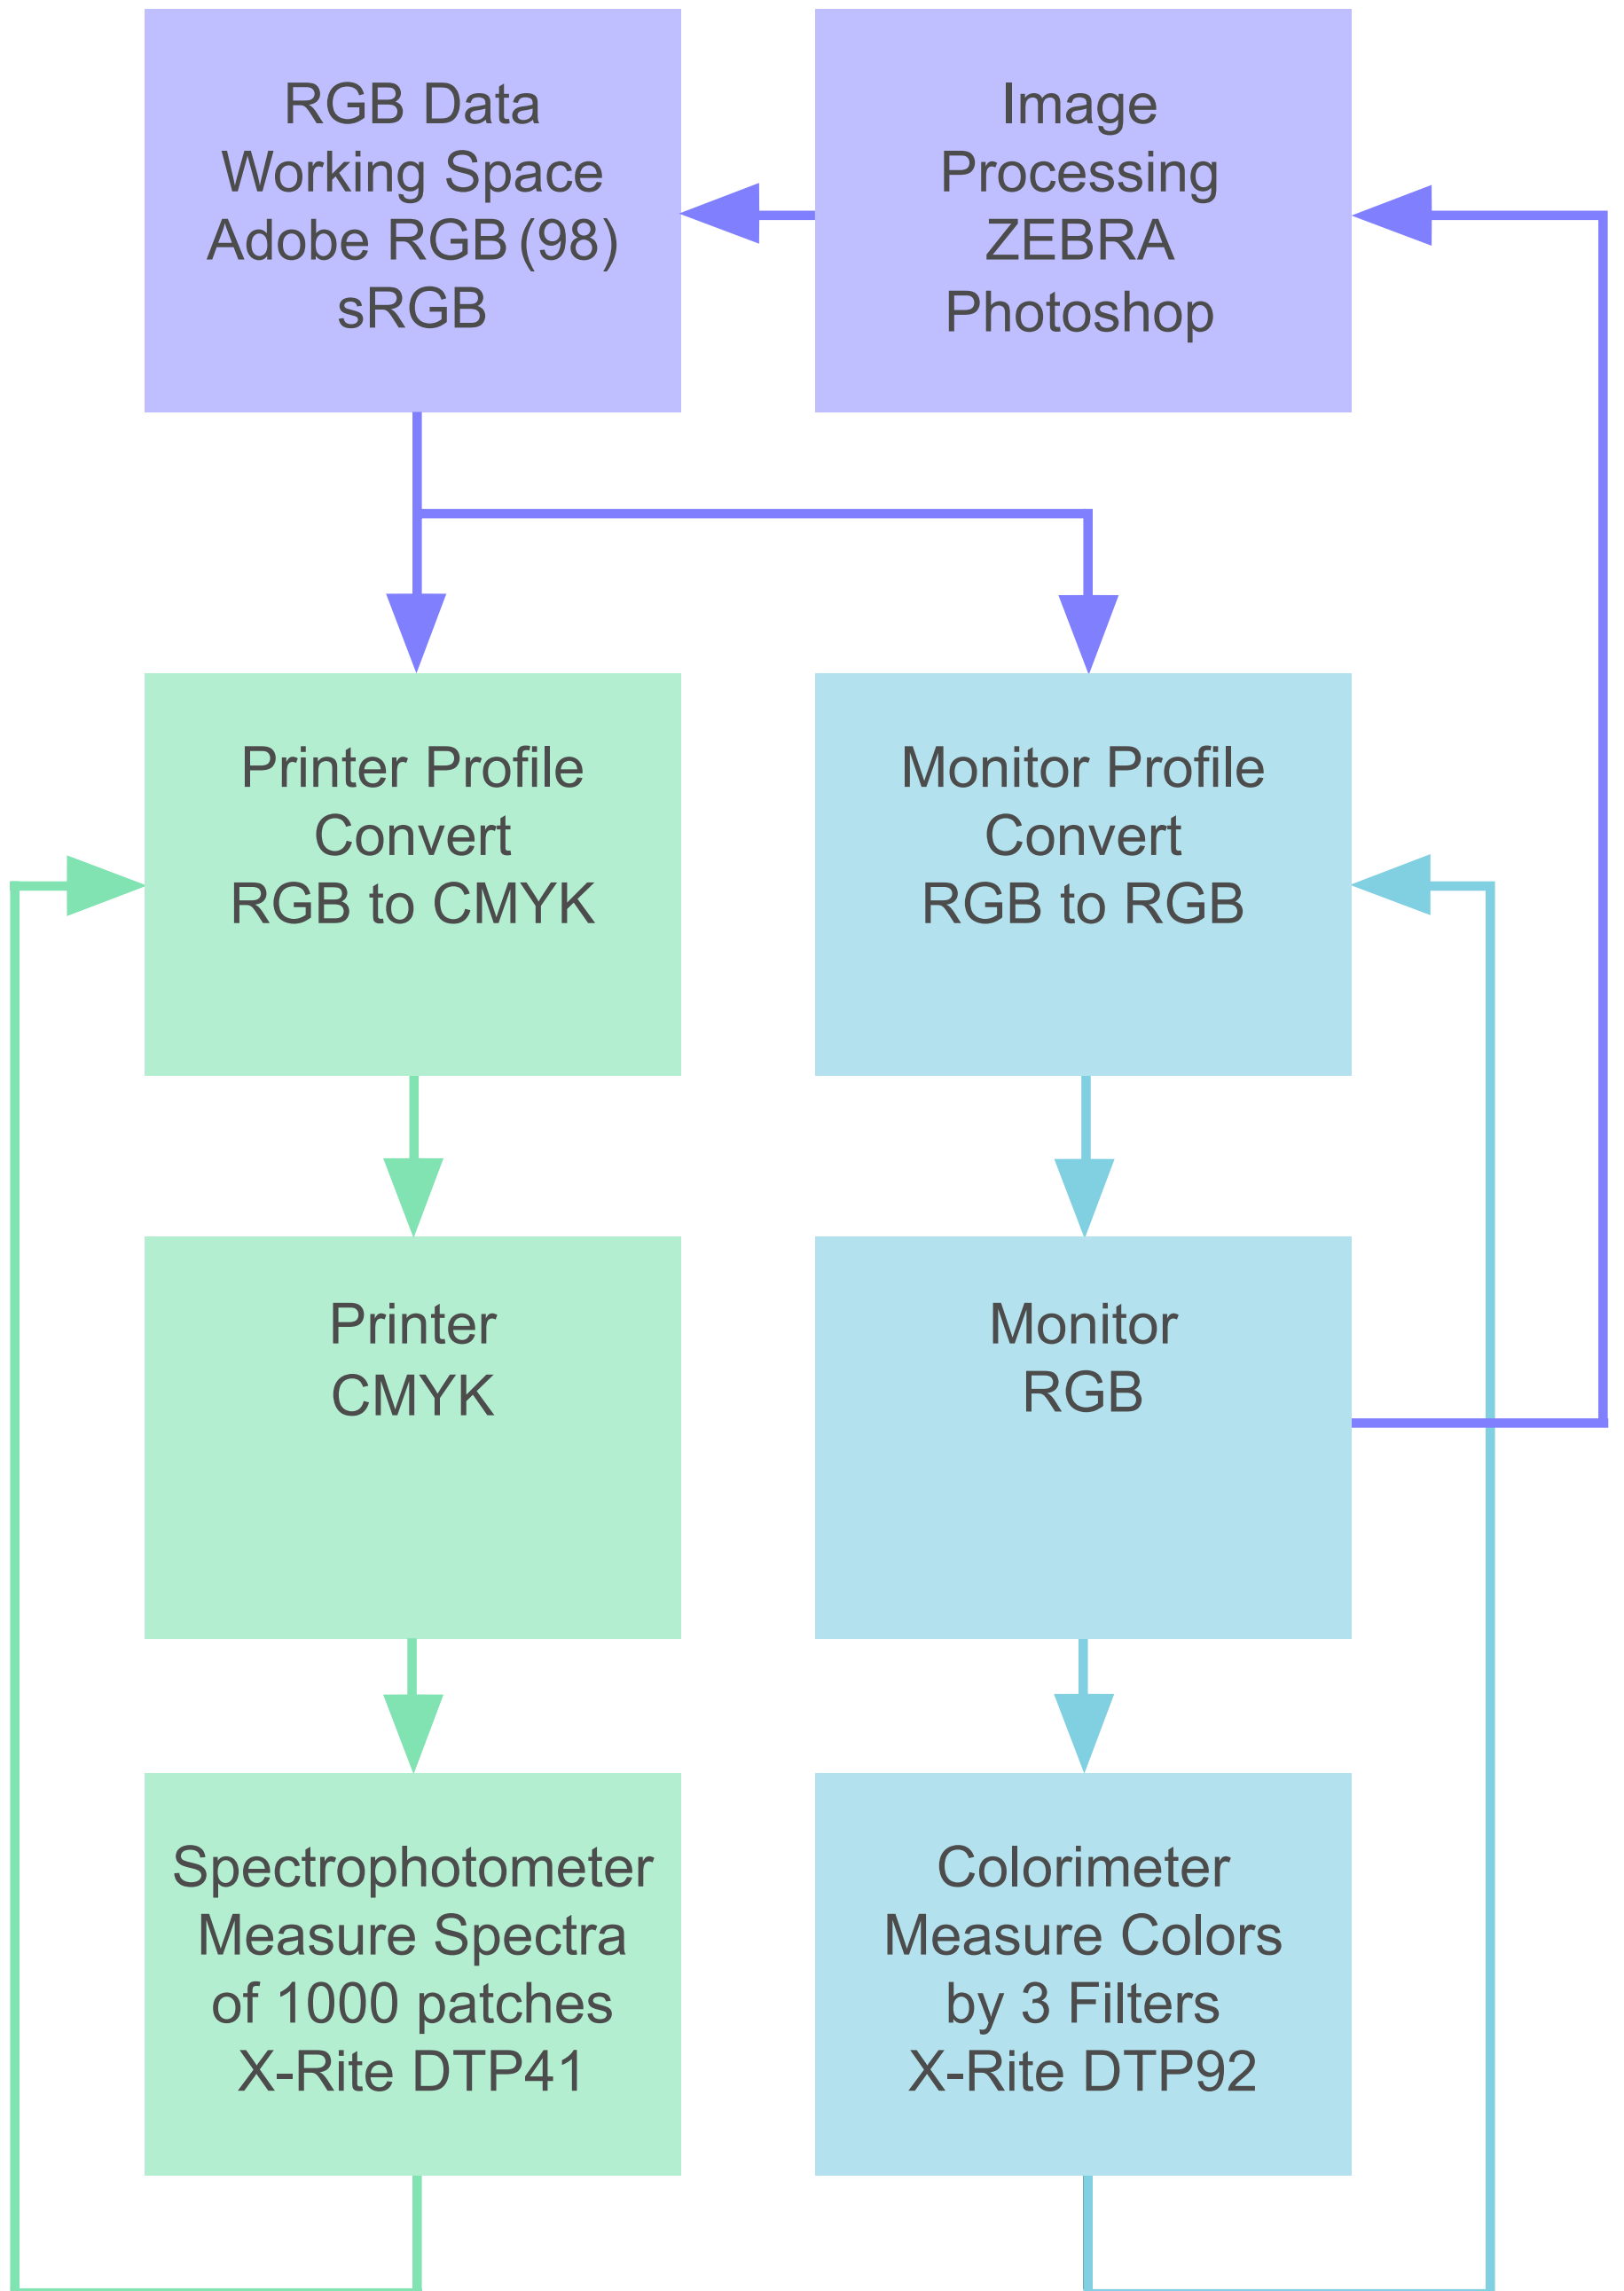 RGB Data
Working Space
Adobe RGB (98)
sRGB
Image
Processing
ZEBRA
Photoshop
Printer Profile
Convert
RGB to CMYK
Monitor Profile
Convert
RGB to RGB
Printer
CMYK
Monitor
RGB
Spectrophotometer
Measure Spectra
of 1000 patches
X-Rite DTP41
Colorimeter
Measure Colors
by 3 Filters
X-Rite DTP92